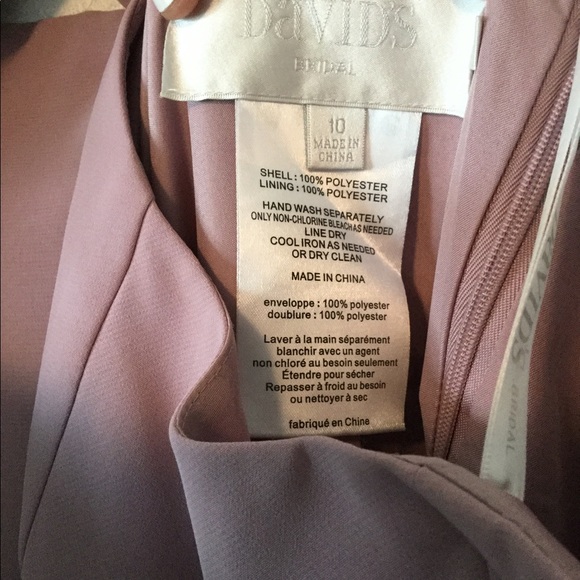 DAVID'S
BRIDAL
10
MADE IN
CHINA
SHELL : 100% POLYESTER
LINING : 100% POLYESTER
HAND WASH SEPARATELY
ONLY NON-CHLORINE BLEACH AS NEEDED
LINE DRY
COOL IRON AS NEEDED
OR DRY CLEAN
MADE IN CHINA
enveloppe : 100% polyester
doublure : 100% polyester
Laver à la main séparément
blanchir avec un agent
non chloré au besoin seulement
Étendre pour sécher
Repasser à froid au besoin
ou nettoyer à sec
fabriqué en Chine
DAVID'S BRIDAL